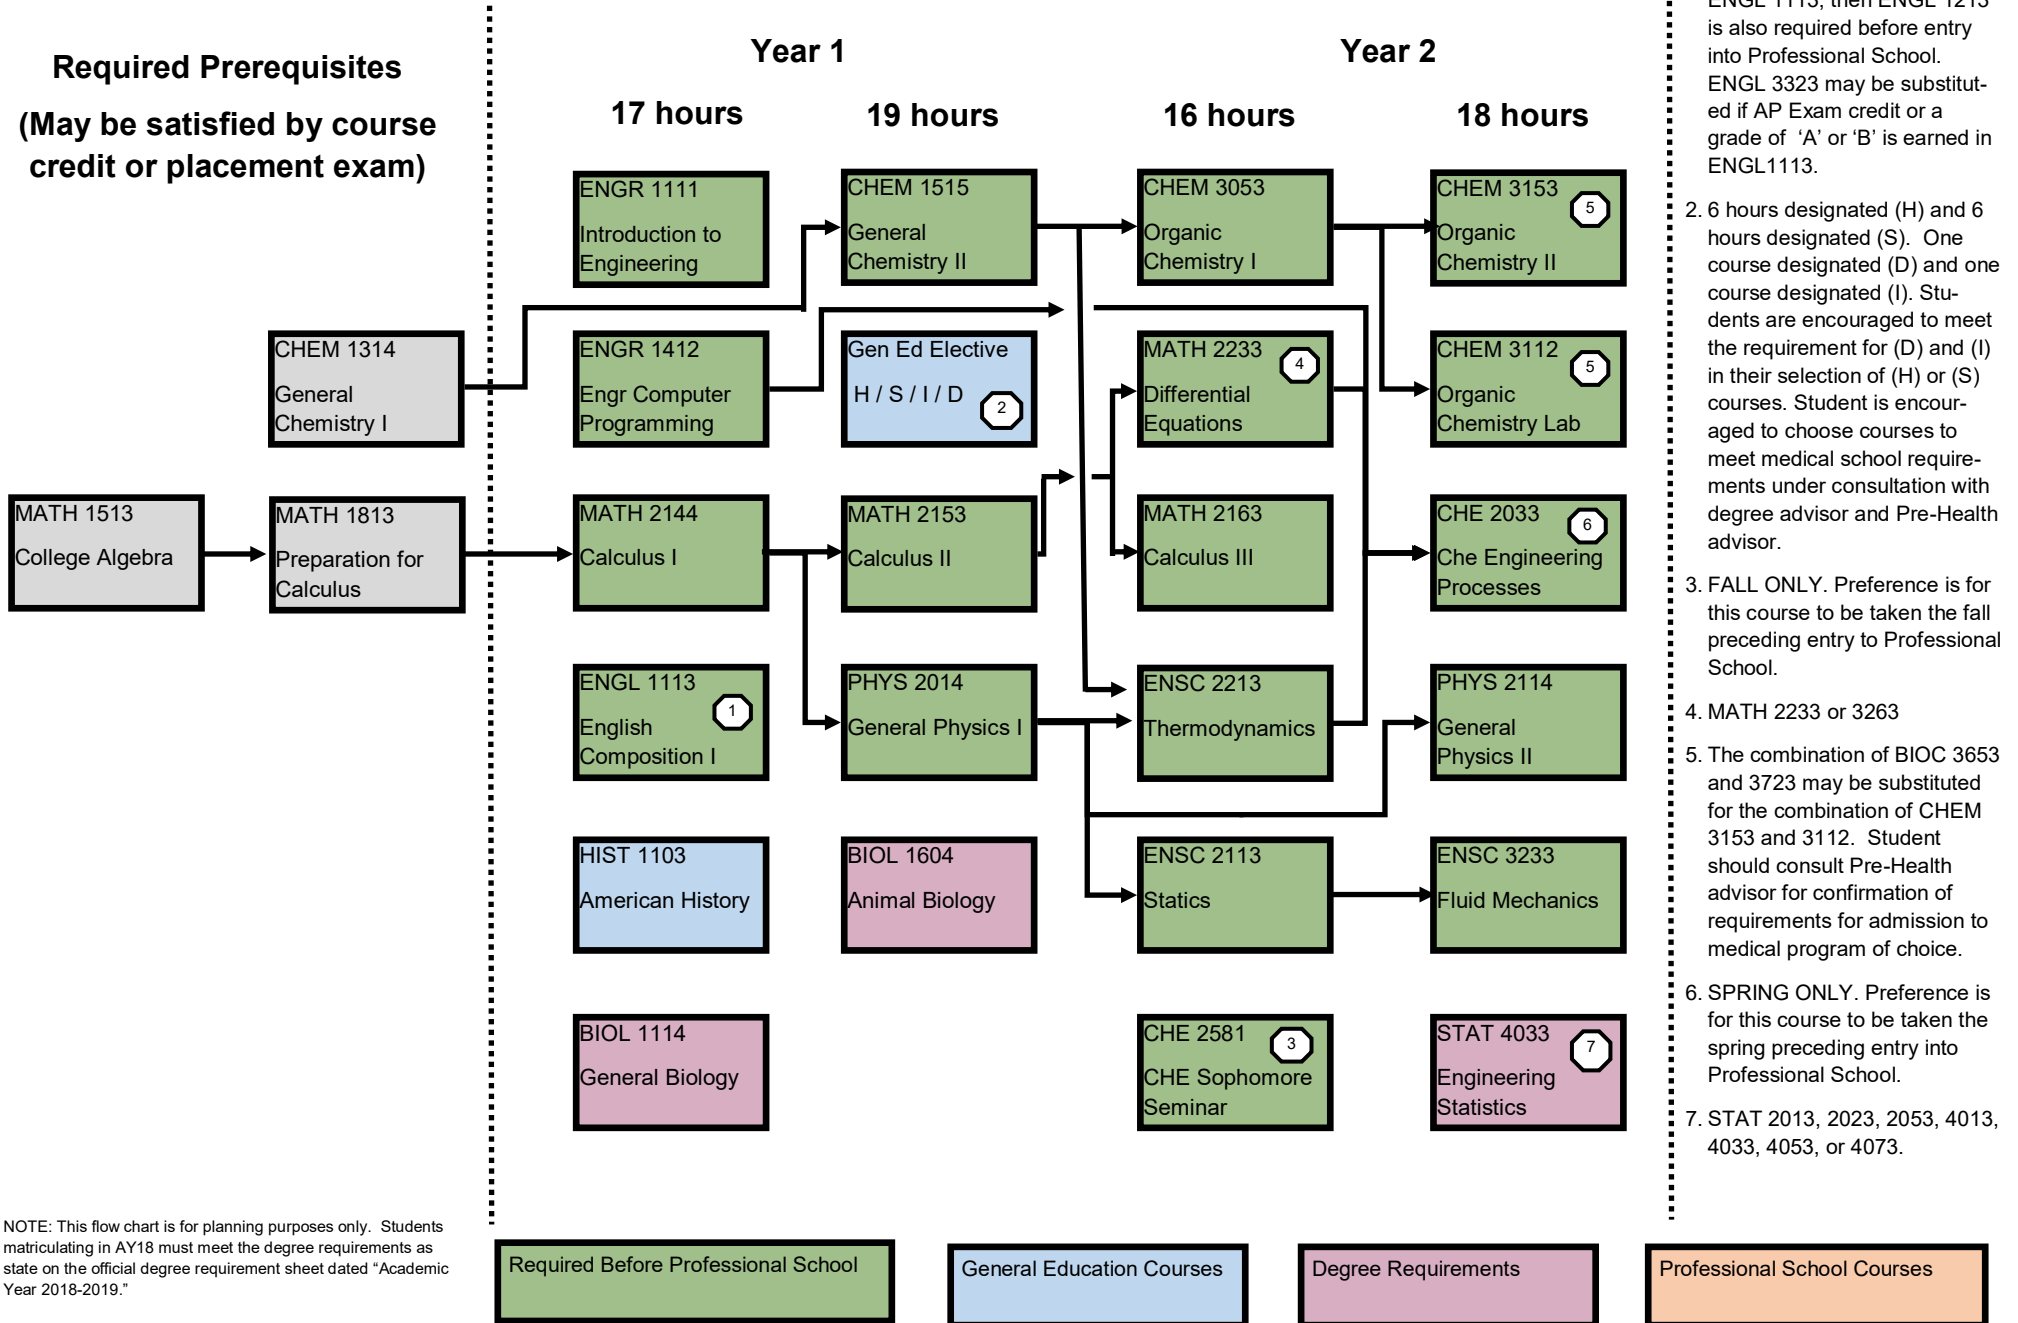 Required Prerequisites
(May be satisfied by course
credit or placement exam)
Year 1
Year 2
17 hours
19 hours
16 hours
18 hours
MATH 1513
College Algebra
CHEM 1314
General
Chemistry I
MATH 1813
Preparation for
Calculus
ENGR 1111
Introduction to
Engineering
ENGR 1412
Engr Computer
Programming
MATH 2144
Calculus I
ENGL 1113
1
English
Composition I
HIST 1103
American History
BIOL 1114
General Biology
CHEM 1515
General
Chemistry II
Gen Ed Elective
H / S / I / D
2
MATH 2153
Calculus II
PHYS 2014
General Physics I
BIOL 1604
Animal Biology
CHEM 3053
Organic
Chemistry I
MATH 2233
4
Differential
Equations
MATH 2163
Calculus III
ENSC 2213
Thermodynamics
ENSC 2113
Statics
CHE 2581
3
CHE Sophomore
Seminar
CHEM 3153
5
Organic
Chemistry II
CHEM 3112
5
Organic
Chemistry Lab
CHE 2033
6
Che Engineering
Processes
PHYS 2114
General
Physics II
ENSC 3233
Fluid Mechanics
STAT 4033
7
Engineering
Statistics
ENGL 1113, then ENGL 1213
is also required before entry
into Professional School.
ENGL 3323 may be substitut-
ed if AP Exam credit or a
grade of ‘A’ or ‘B’ is earned in
ENGL1113.
2. 6 hours designated (H) and 6
hours designated (S). One
course designated (D) and one
course designated (I). Stu-
dents are encouraged to meet
the requirement for (D) and (I)
in their selection of (H) or (S)
courses. Student is encour-
aged to choose courses to
meet medical school require-
ments under consultation with
degree advisor and Pre-Health
advisor.
3. FALL ONLY. Preference is for
this course to be taken the fall
preceding entry to Professional
School.
4. MATH 2233 or 3263
5. The combination of BIOC 3653
and 3723 may be substituted
for the combination of CHEM
3153 and 3112. Student
should consult Pre-Health
advisor for confirmation of
requirements for admission to
medical program of choice.
6. SPRING ONLY. Preference is
for this course to be taken the
spring preceding entry into
Professional School.
7. STAT 2013, 2023, 2053, 4013,
4033, 4053, or 4073.
NOTE: This flow chart is for planning purposes only. Students
matriculating in AY18 must meet the degree requirements as
state on the official degree requirement sheet dated “Academic
Year 2018-2019.”
Required Before Professional School
General Education Courses
Degree Requirements
Professional School Courses